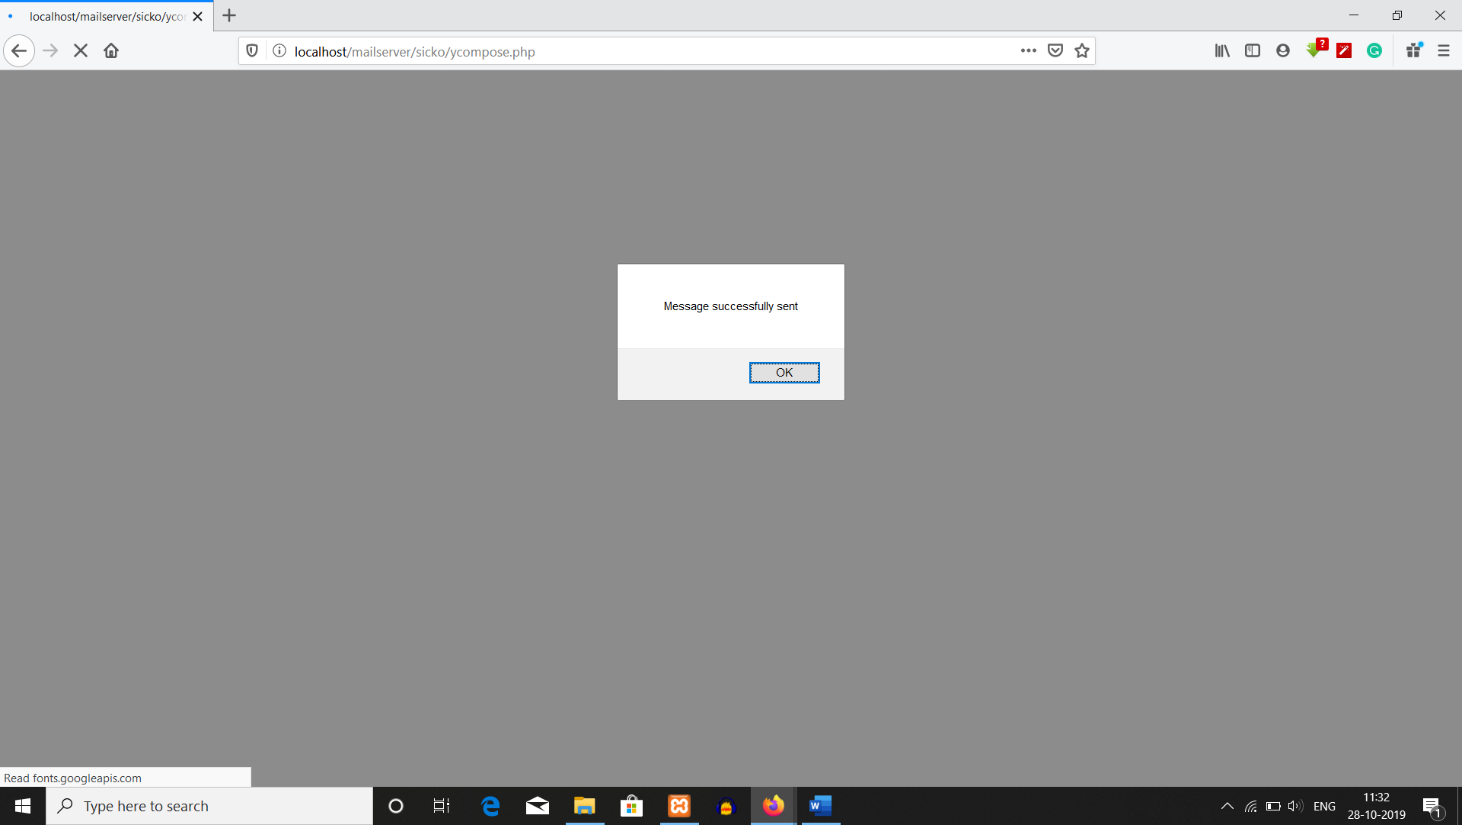 localhost/mailserver/sicko/yco
localhost/mailserver/sicko/ycompose.php
Message successfully sent
OK
Read fonts.googleapis.com
Type here to search
ENG
11:32
28-10-2019
1